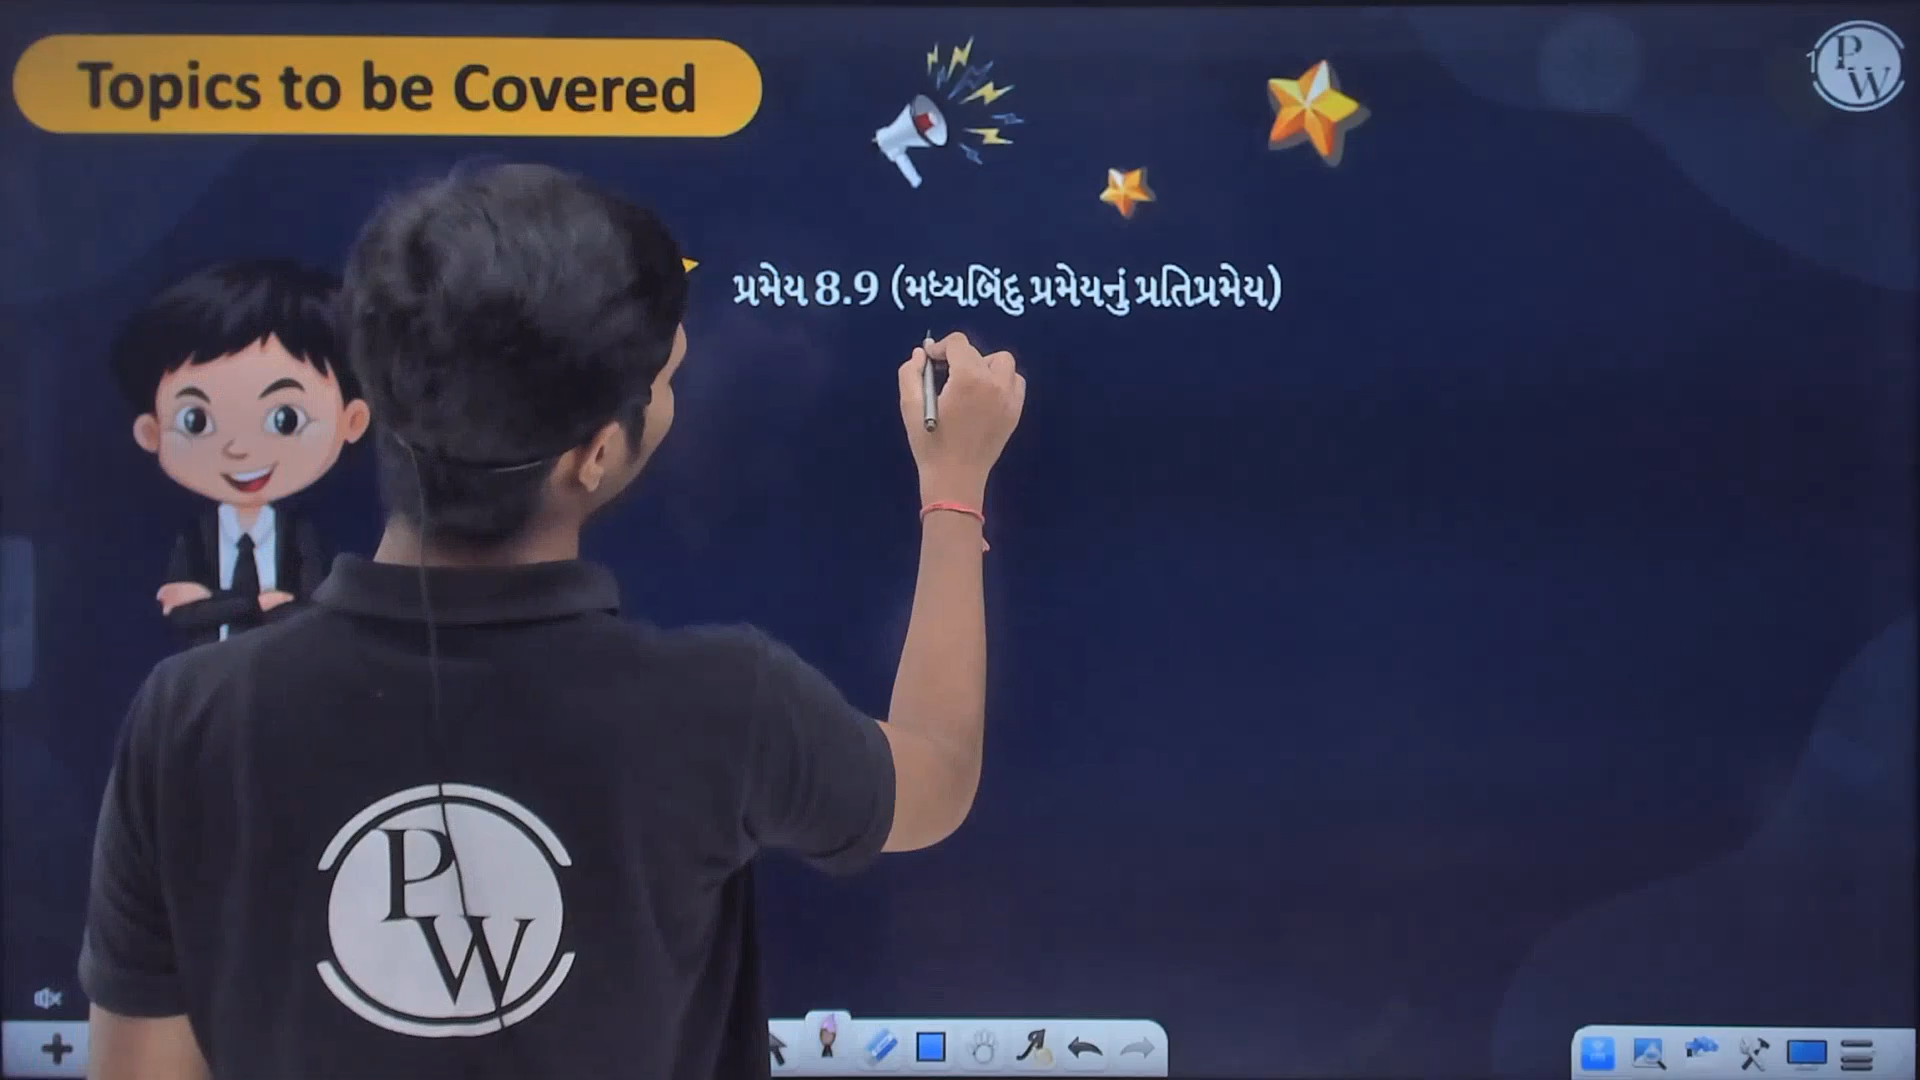 Topics to be Covered
પ્રમેય 8.9 (મધ્યબિંદુ પ્રમેયનું પ્રતિપ્રમેય)
PW
PW